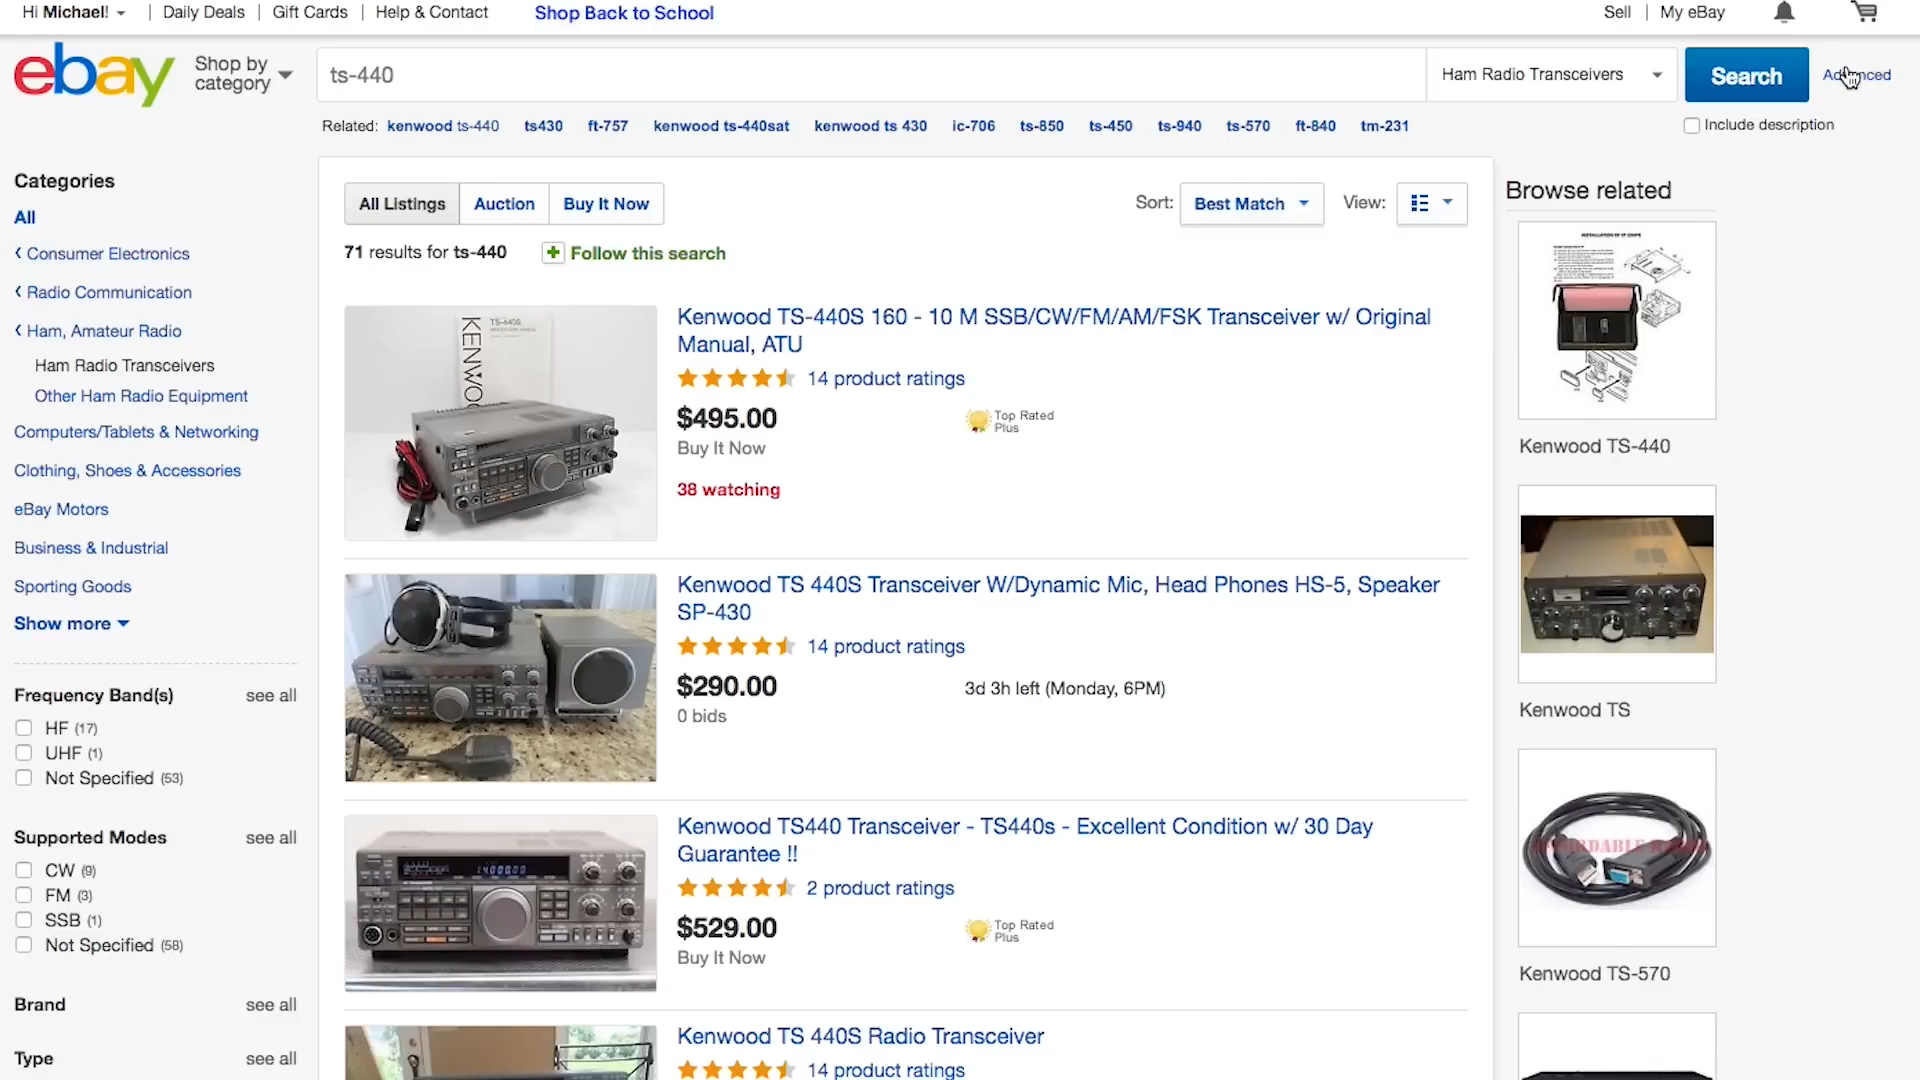 Hi Michael!
Daily Deals
Gift Cards
Help & Contact
Shop Back to School
Sell
My eBay
ebay
Shop by
category
ts-440
Ham Radio Transceivers
Search
Related: kenwood ts-440 ts430 ft-757 kenwood ts-440sat kenwood ts 430 ic-706 ts-850 ts-450 ts-940 ts-570 ft-840 tm-231
Include description
Categories
All
Consumer Electronics
Radio Communication
Ham, Amateur Radio
Ham Radio Transceivers
Other Ham Radio Equipment
Computers/Tablets & Networking
Clothing, Shoes & Accessories
eBay Motors
Business & Industrial
Sporting Goods
Show more
Frequency Band(s) see all
HF (17)
UHF (1)
Not Specified (53)
Supported Modes see all
CW (9)
FM (3)
SSB (1)
Not Specified (58)
Brand see all
Type see all
All Listings
Auction
Buy It Now
Sort: Best Match
View:
71 results for ts-440
Follow this search
TS-440S
Kenwood TS-440S 160 - 10 M SSB/CW/FM/AM/FSK Transceiver w/ Original
Manual, ATU
14 product ratings
$495.00
Top Rated
Plus
Buy It Now
38 watching
Kenwood TS 440S Transceiver W/Dynamic Mic, Head Phones HS-5, Speaker
SP-430
14 product ratings
$290.00
3d 3h left (Monday, 6PM)
0 bids
Kenwood TS440 Transceiver - TS440s - Excellent Condition w/ 30 Day
Guarantee !!
2 product ratings
$529.00
Top Rated
Plus
Buy It Now
Kenwood TS 440S Radio Transceiver
14 product ratings
Browse related
Kenwood TS-440
Kenwood TS
Kenwood TS-570